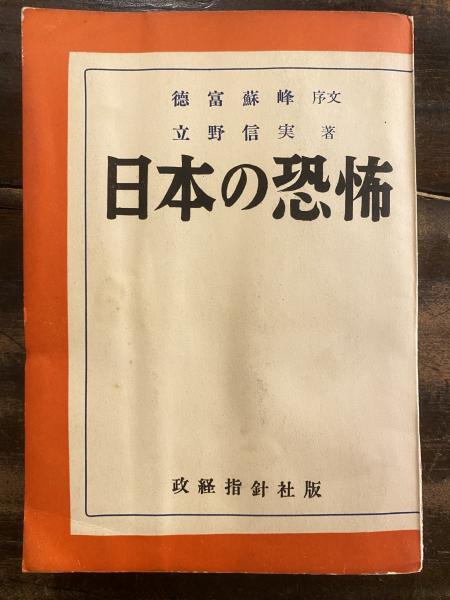 德富蘇峰 序文
立野信実 著
日本の恐怖
政経指針社版